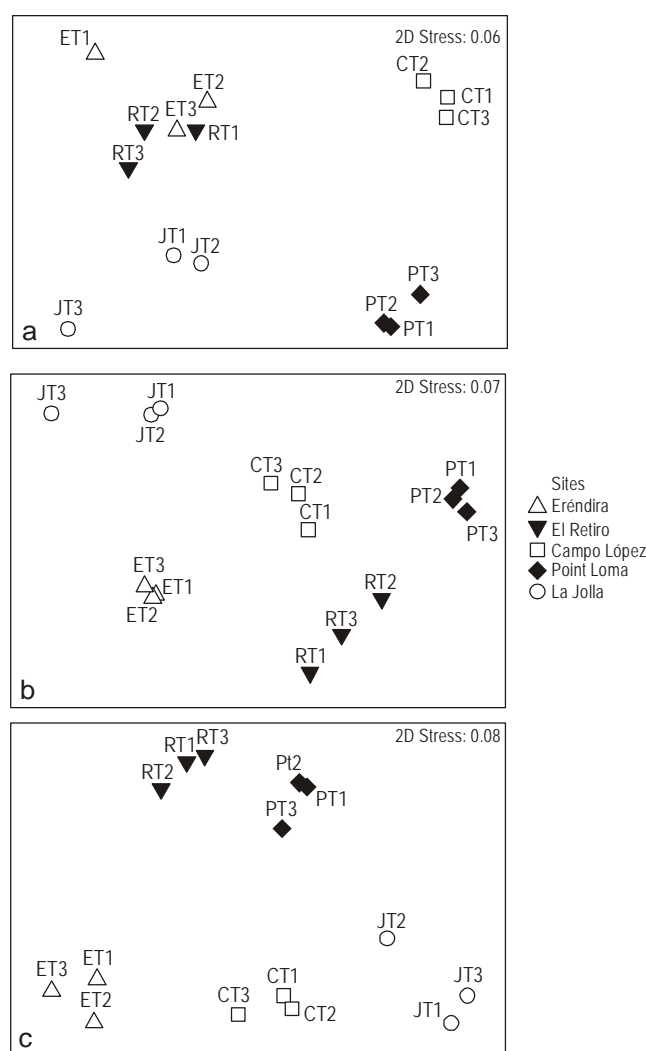 ET1
2D Stress: 0.06
CT2
ET2
CT1
RT2
ET3
CT3
RT1
RT3
JT1
JT2
PT3
JT3
PT2
PT1
a
JT3
JT1
2D Stress: 0.07
JT2
CT3
CT2
PT1
PT2
CT1
PT3
ET3
ET1
RT2
ET2
RT3
RT1
b
Sites
Eréndira
El Retiro
Campo López
Point Loma
La Jolla
RT1
RT3
2D Stress: 0.08
RT2
Pt2
PT1
PT3
JT2
ET1
ET3
CT1
JT3
CT3
ET2
CT2
JT1
c